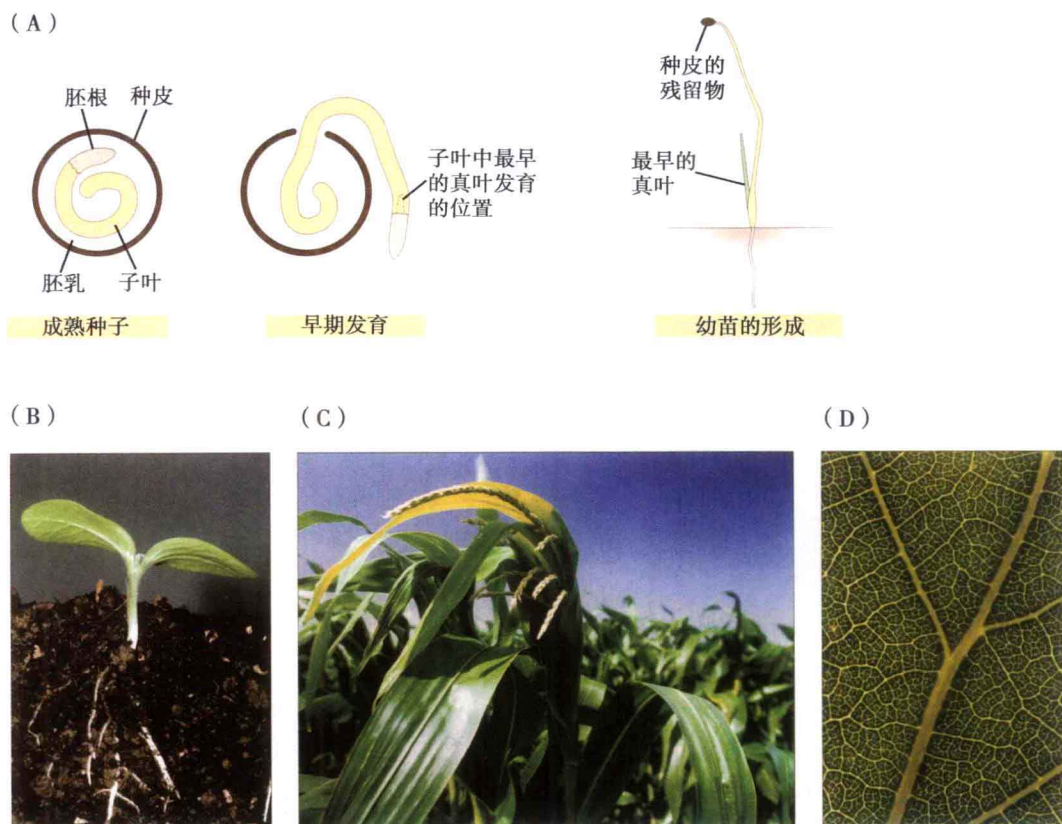 （A）
胚根
种皮
胚乳
子叶
成熟种子
子叶中最早
的真叶发育
的位置
早期发育
种皮的
残留物
最早的
真叶
幼苗的形成
（B）
（C）
（D）